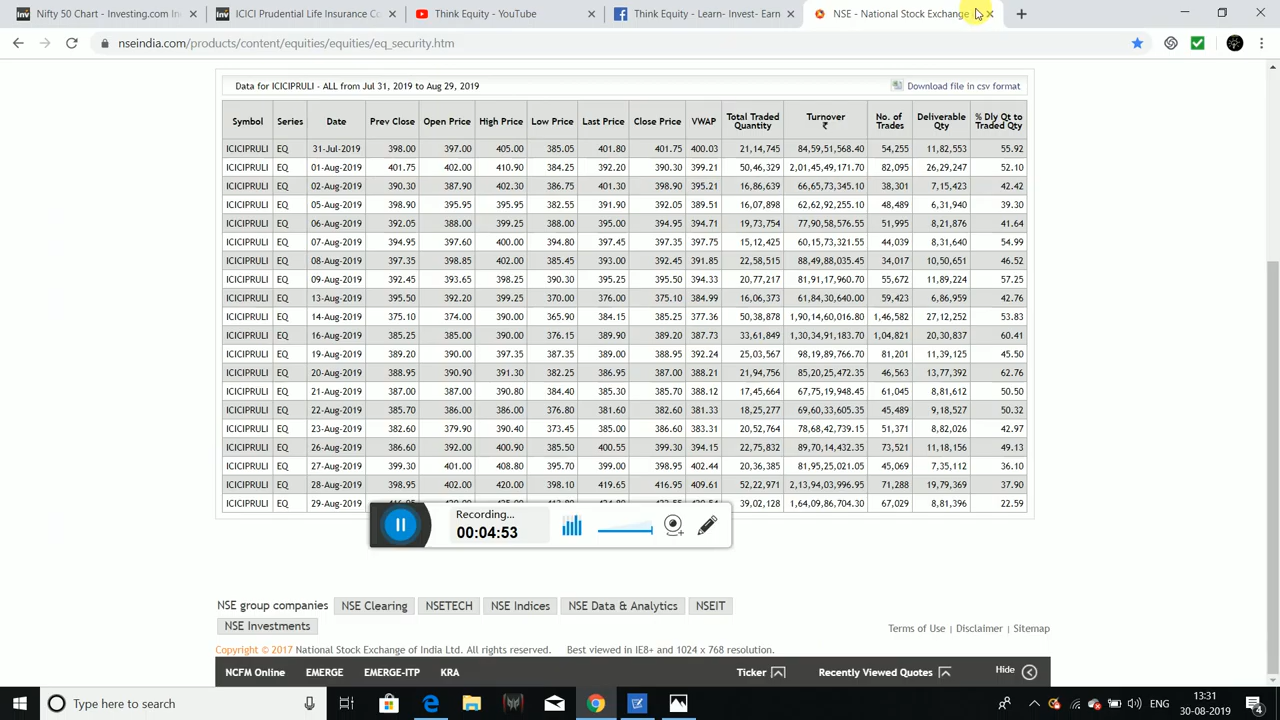 Nifty 50 Chart - Investing.com In
ICICI Prudential Life Insurance Co
Think Equity - YouTube
Think Equity - Learn- Invest- Earn
NSE - National Stock Exchange
nseindia.com/products/content/equities/equities/eq_security.htm
Data for ICICIPRULI - ALL from Jul 31, 2019 to Aug 29, 2019 Download file in csv format
Symbol Series Date Prev Close Open Price High Price Low Price Last Price Close Price VWAP Total Traded Quantity Turnover ₹ No. of Trades Deliverable Qty % Dly Qt to Traded Qty
ICICIPRULI EQ 31-Jul-2019 398.00 397.00 405.00 385.05 401.80 401.75 400.03 21,14,745 84,59,51,568.40 54,255 11,82,553 55.92
ICICIPRULI EQ 01-Aug-2019 401.75 402.00 410.90 384.25 392.20 390.30 399.21 50,46,329 2,01,45,49,171.70 82,095 26,29,247 52.10
ICICIPRULI EQ 02-Aug-2019 390.30 387.90 402.30 386.75 401.30 398.90 395.21 16,86,639 66,65,73,345.10 38,301 7,15,423 42.42
ICICIPRULI EQ 05-Aug-2019 398.90 395.95 395.95 382.55 391.90 392.05 389.51 16,07,898 62,62,92,255.10 48,489 6,31,940 39.30
ICICIPRULI EQ 06-Aug-2019 392.05 388.00 399.25 388.00 395.00 394.95 394.71 19,73,754 77,90,58,576.55 51,995 8,21,876 41.64
ICICIPRULI EQ 07-Aug-2019 394.95 397.60 400.00 394.80 397.45 397.35 397.75 15,12,425 60,15,73,321.55 44,039 8,31,640 54.99
ICICIPRULI EQ 08-Aug-2019 397.35 398.85 402.00 385.45 393.00 392.45 391.85 22,58,515 88,49,88,035.45 34,017 10,50,651 46.52
ICICIPRULI EQ 09-Aug-2019 392.45 393.65 398.25 390.30 395.25 395.50 394.33 20,77,217 81,91,17,960.70 55,672 11,89,224 57.25
ICICIPRULI EQ 13-Aug-2019 395.50 392.20 399.25 370.00 376.00 375.10 384.99 16,06,373 61,84,30,640.00 59,423 6,86,959 42.76
ICICIPRULI EQ 14-Aug-2019 375.10 374.00 390.00 365.90 384.15 385.25 377.36 50,38,878 1,90,14,60,016.80 1,46,582 27,12,252 53.83
ICICIPRULI EQ 16-Aug-2019 385.25 385.00 390.00 376.15 389.90 389.20 387.73 33,61,849 1,30,34,91,183.70 1,04,821 20,30,837 60.41
ICICIPRULI EQ 19-Aug-2019 389.20 390.00 397.35 387.35 389.00 388.95 392.24 25,03,567 98,19,89,766.70 81,201 11,39,125 45.50
ICICIPRULI EQ 20-Aug-2019 388.95 390.90 391.30 382.25 386.95 387.00 388.21 21,94,756 85,20,25,472.35 46,563 13,77,392 62.76
ICICIPRULI EQ 21-Aug-2019 387.00 387.00 390.80 384.40 385.30 385.70 388.12 17,45,664 67,75,19,948.45 61,045 8,81,612 50.50
ICICIPRULI EQ 22-Aug-2019 385.70 386.00 386.00 376.80 381.60 382.60 381.33 18,25,277 69,60,33,605.35 45,489 9,18,527 50.32
ICICIPRULI EQ 23-Aug-2019 382.60 379.90 390.40 373.45 385.00 386.60 383.31 20,52,764 78,68,42,739.15 51,371 8,82,026 42.97
ICICIPRULI EQ 26-Aug-2019 386.60 392.00 400.90 385.50 400.55 399.30 394.15 22,75,832 89,70,14,432.35 73,521 11,18,156 49.13
ICICIPRULI EQ 27-Aug-2019 399.30 401.00 408.80 395.70 399.00 398.95 402.44 20,36,385 81,95,25,021.05 45,069 7,35,112 36.10
ICICIPRULI EQ 28-Aug-2019 398.95 402.00 420.00 398.10 419.65 416.95 409.61 52,22,971 2,13,94,03,996.95 71,288 19,79,369 37.90
ICICIPRULI EQ 29-Aug-2019 39,02,128 1,64,09,86,704.30 67,029 8,81,396 22.59
Recording...
00:04:53
NSE group companies NSE Clearing NSETECH NSE Indices NSE Data & Analytics NSEIT
NSE Investments
Terms of Use | Disclaimer | Sitemap
Copyright © 2017 National Stock Exchange of India Ltd. All rights reserved. Best viewed in IE8+ and 1024 x 768 resolution.
NCFM Online EMERGE EMERGE-ITP KRA Ticker Recently Viewed Quotes Hide
Type here to search
ENG
13:31
30-08-2019
4